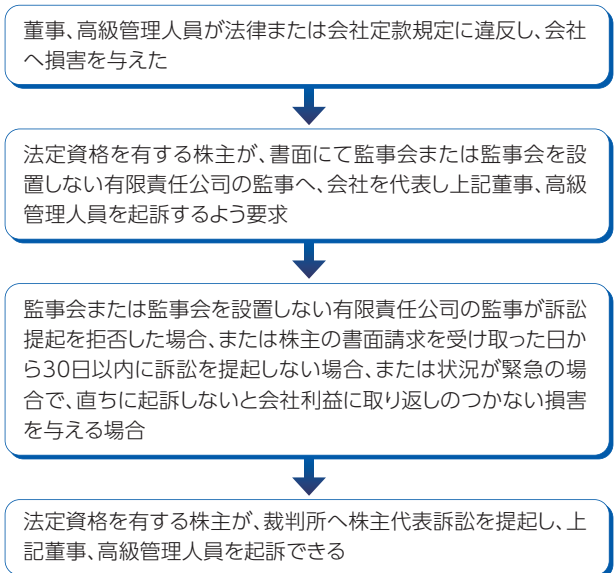 董事、高級管理人員が法律または会社定款規定に違反し、会社
へ損害を与えた
法定資格を有する株主が、書面にて監事会または監事会を設
置しない有限責任公司の監事へ、会社を代表し上記董事、高級
管理人員を起訴するよう要求
監事会または監事会を設置しない有限責任公司の監事が訴訟
提起を拒否した場合、または株主の書面請求を受け取った日か
ら30日以内に訴訟を提起しない場合、または状況が緊急の場
合で、直ちに起訴しないと会社利益に取り返しのつかない損害
を与える場合
法定資格を有する株主が、裁判所へ株主代表訴訟を提起し、上
記董事、高級管理人員を起訴できる